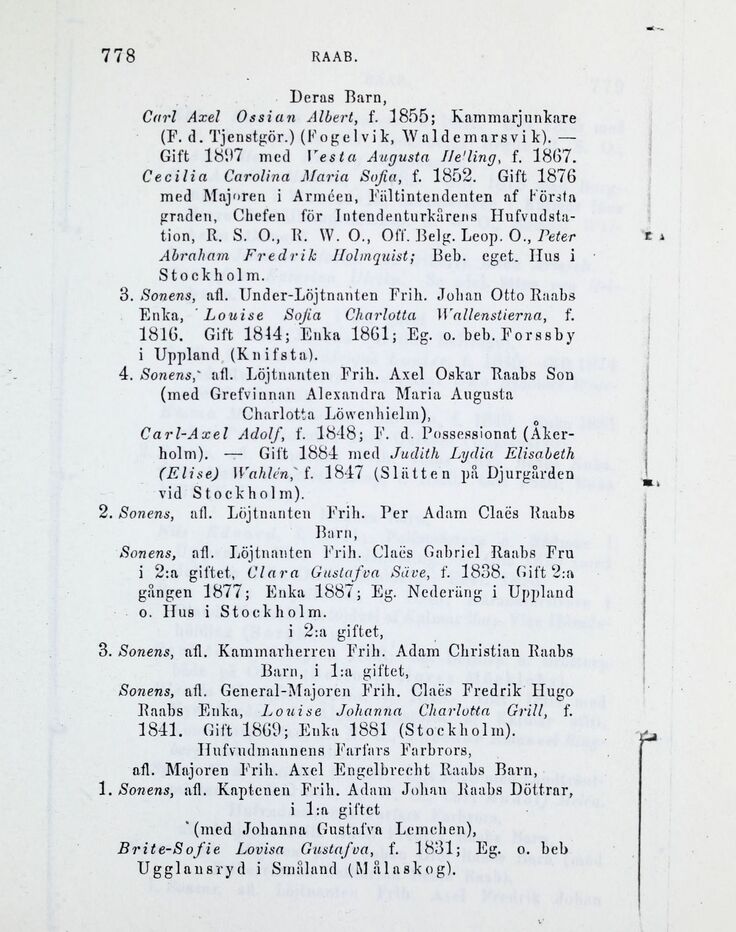 778 RAAB.
Deras Barn,
Carl Axel Ossian Albert, f. 1855; Kammarjunkare
(F. d. Tjenstgör.) (Fogelvik, Waldemarsvik). —
Gift 1897 med Vesta Augusta Helling, f. 1867.
Cecilia Carolina Maria Sofia, f. 1852. Gift 1876
med Majoren i Arméen, Fältintendenten af Första
graden, Chefen för Intendenturkårens Hufvudsta-
tion, R. S. O., R. W. O., Off. Belg. Leop. O., Peter
Abraham Fredrik Holmquist; Beb. eget. Hus i
Stockholm.
3. Sonens, afl. Under-Löjtnanten Frih. Johan Otto Raabs
Enka, Louise Sofia Charlotta Wallenstierna, f.
1816. Gift 1844; Enka 1861; Eg. o. beb. Forssby
i Uppland (Knifsta).
4. Sonens, afl. Löjtnanten Frih. Axel Oskar Raabs Son
(med Grefvinnan Alexandra Maria Augusta
Charlotta Löwenhielm),
Carl-Axel Adolf, f. 1848; F. d. Possessionat (Åker-
holm). — Gift 1884 med Judith Lydia Elisabeth
(Elise) Wahlén, f. 1847 (Slätten på Djurgården
vid Stockholm).
2. Sonens, afl. Löjtnanten Frih. Per Adam Claës Raabs
Barn,
Sonens, afl. Löjtnanten Frih. Claës Gabriel Raabs Fru
i 2:a giftet, Clara Gustafva Säve, f. 1838. Gift 2:a
gången 1877; Enka 1887; Eg. Nederäng i Uppland
o. Hus i Stockholm.
i 2:a giftet,
3. Sonens, afl. Kammarherren Frih. Adam Christian Raabs
Barn, i 1:a giftet,
Sonens, afl. General-Majoren Frih. Claës Fredrik Hugo
Raabs Enka, Louise Johanna Charlotta Grill, f.
1841. Gift 1869; Enka 1881 (Stockholm).
Hufvudmannens Farfars Farbrors,
afl. Majoren Frih. Axel Engelbrecht Raabs Barn,
1. Sonens, afl. Kaptenen Frih. Adam Johan Raabs Döttrar,
i 1:a giftet
(med Johanna Gustafva Lemchen),
Brite-Sofie Lovisa Gustafva, f. 1831; Eg. o. beb
Ugglansryd i Småland (Målaskog).